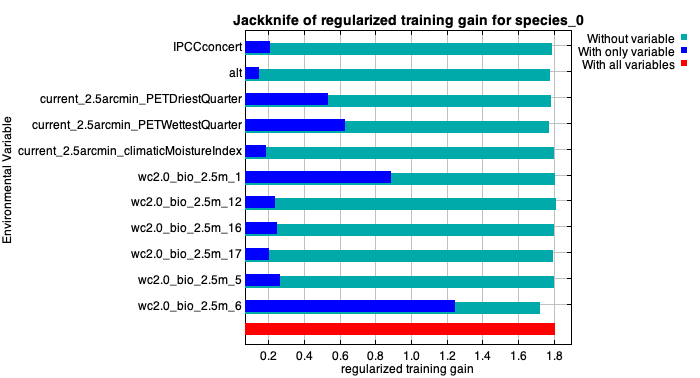 Jackknife of regularized training gain for species_0
Without variable
With only variable
With all variables
Environmental Variable
IPCCconcert
alt
current_2.5arcmin_PETDriestQuarter
current_2.5arcmin_PETWettestQuarter
current_2.5arcmin_climaticMoistureIndex
wc2.0_bio_2.5m_1
wc2.0_bio_2.5m_12
wc2.0_bio_2.5m_16
wc2.0_bio_2.5m_17
wc2.0_bio_2.5m_5
wc2.0_bio_2.5m_6
0.2 0.4 0.6 0.8 1.0 1.2 1.4 1.6 1.8
regularized training gain